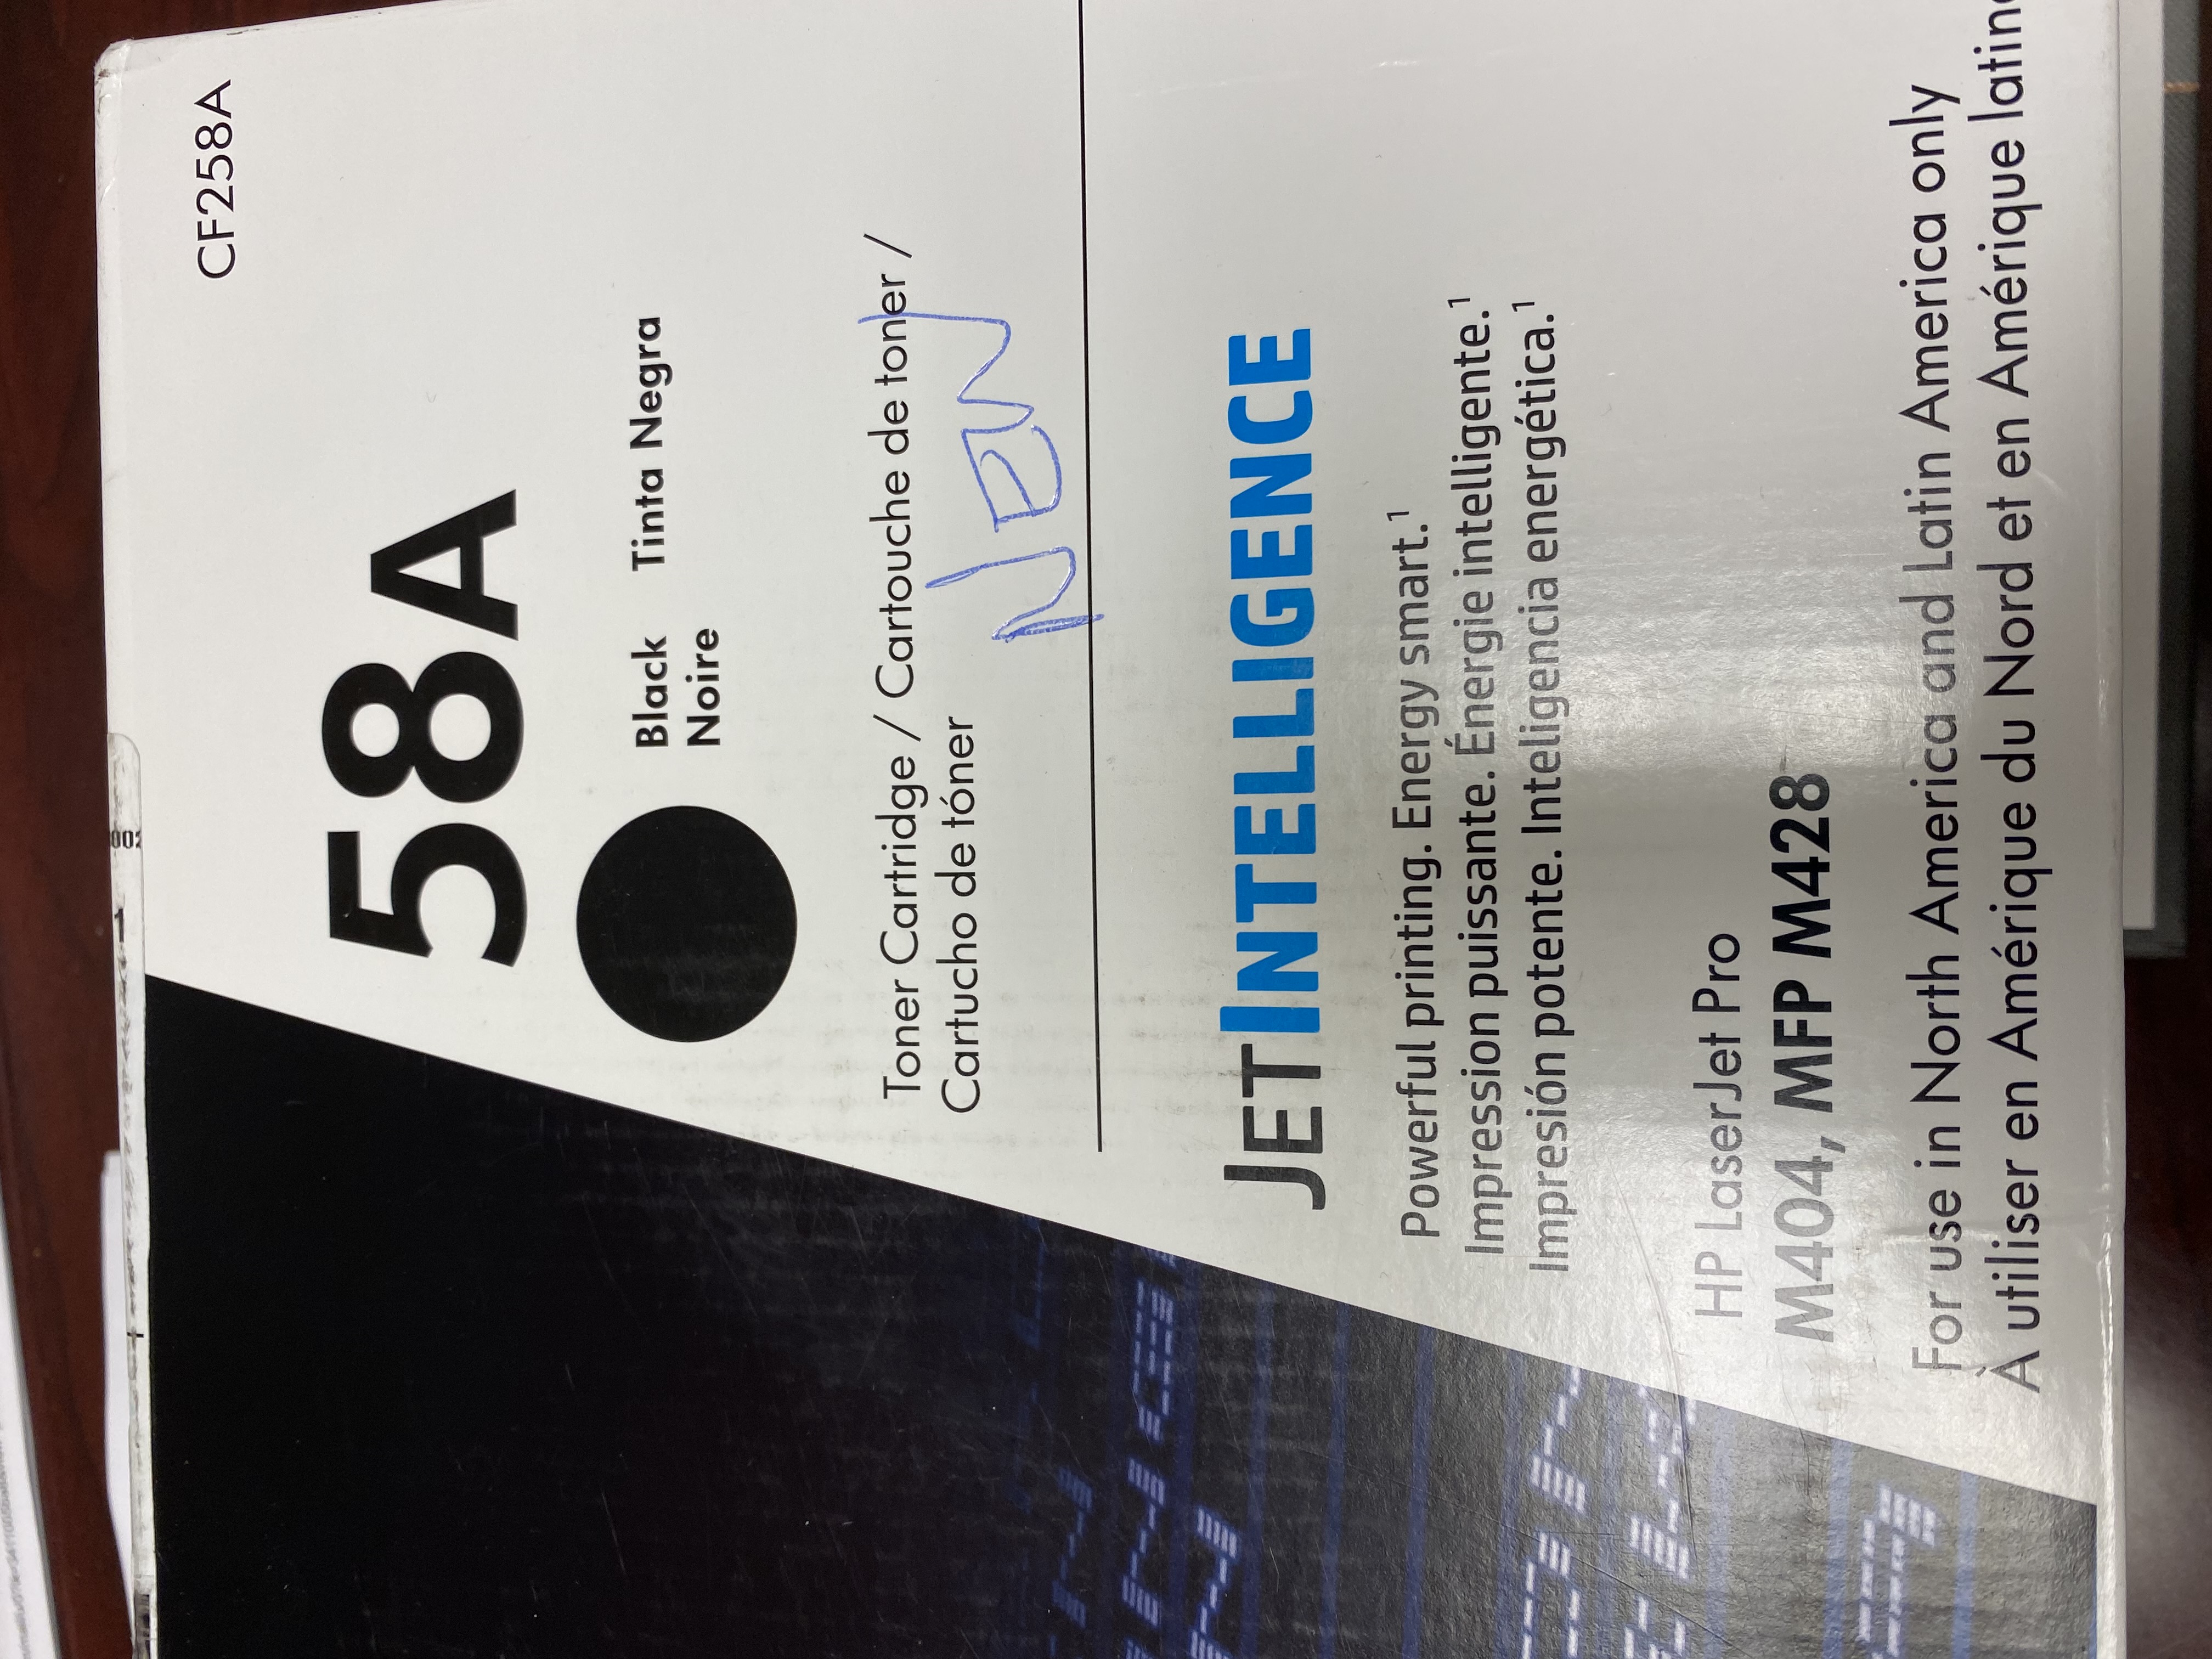 CF258A
58A
Black Tinta Negra
Noire
Toner Cartridge / Cartouche de toner /
Cartucho de tóner
NEW
JETINTELLIGENCE
Powerful printing. Energy smart.¹
Impression puissante. Énergie intelligente.¹
Impresión potente. Inteligencia energética.¹
HP LaserJet Pro
M404, MFP M428
For use in North America and Latin America only
À utiliser en Amérique du Nord et en Amérique